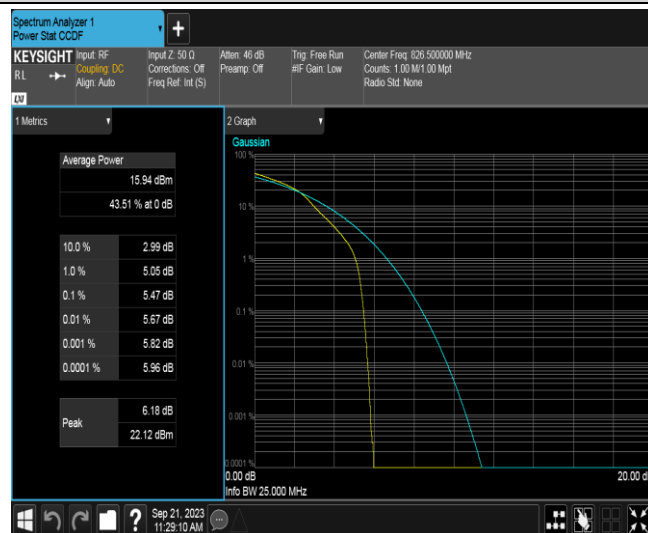 Spectrum Analyzer 1
Power Stat CCDF
+
KEYSIGHT
RL
LXI
Input: RF
Coupling: DC
Align: Auto
Input Z: 50 Ω
Corrections: Off
Freq Ref: Int (S)
Atten: 46 dB
Preamp: Off
Trig: Free Run
#IF Gain: Low
Center Freq: 826.500000 MHz
Counts: 1.00 M/1.00 Mpt
Radio Std: None
1 Metrics
Average Power
15.94 dBm
43.51 % at 0 dB
10.0 % 2.99 dB
1.0 % 5.05 dB
0.1 % 5.47 dB
0.01 % 5.67 dB
0.001 % 5.82 dB
0.0001 % 5.96 dB
Peak
6.18 dB
22.12 dBm
2 Graph
Gaussian
100 %
10 %
1 %
0.1 %
0.01 %
0.001 %
0.0001 %
0.00 dB
20.00 d
Info BW 25.000 MHz
?
Sep 21, 2023
11:29:10 AM